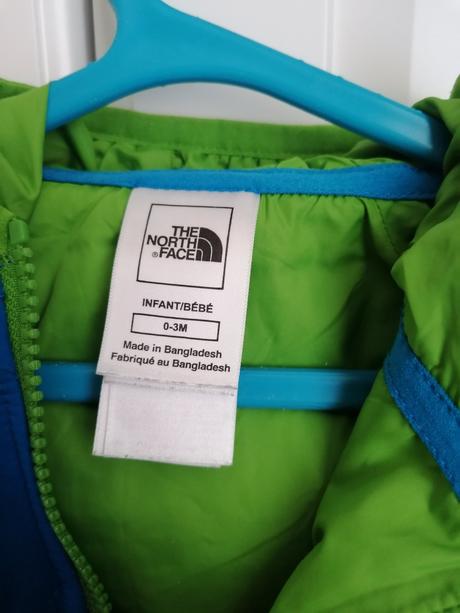 THE
NORTH
®FACE
INFANT/BÉBÉ
0-3M
Made in Bangladesh
Fabriqué au Bangladesh